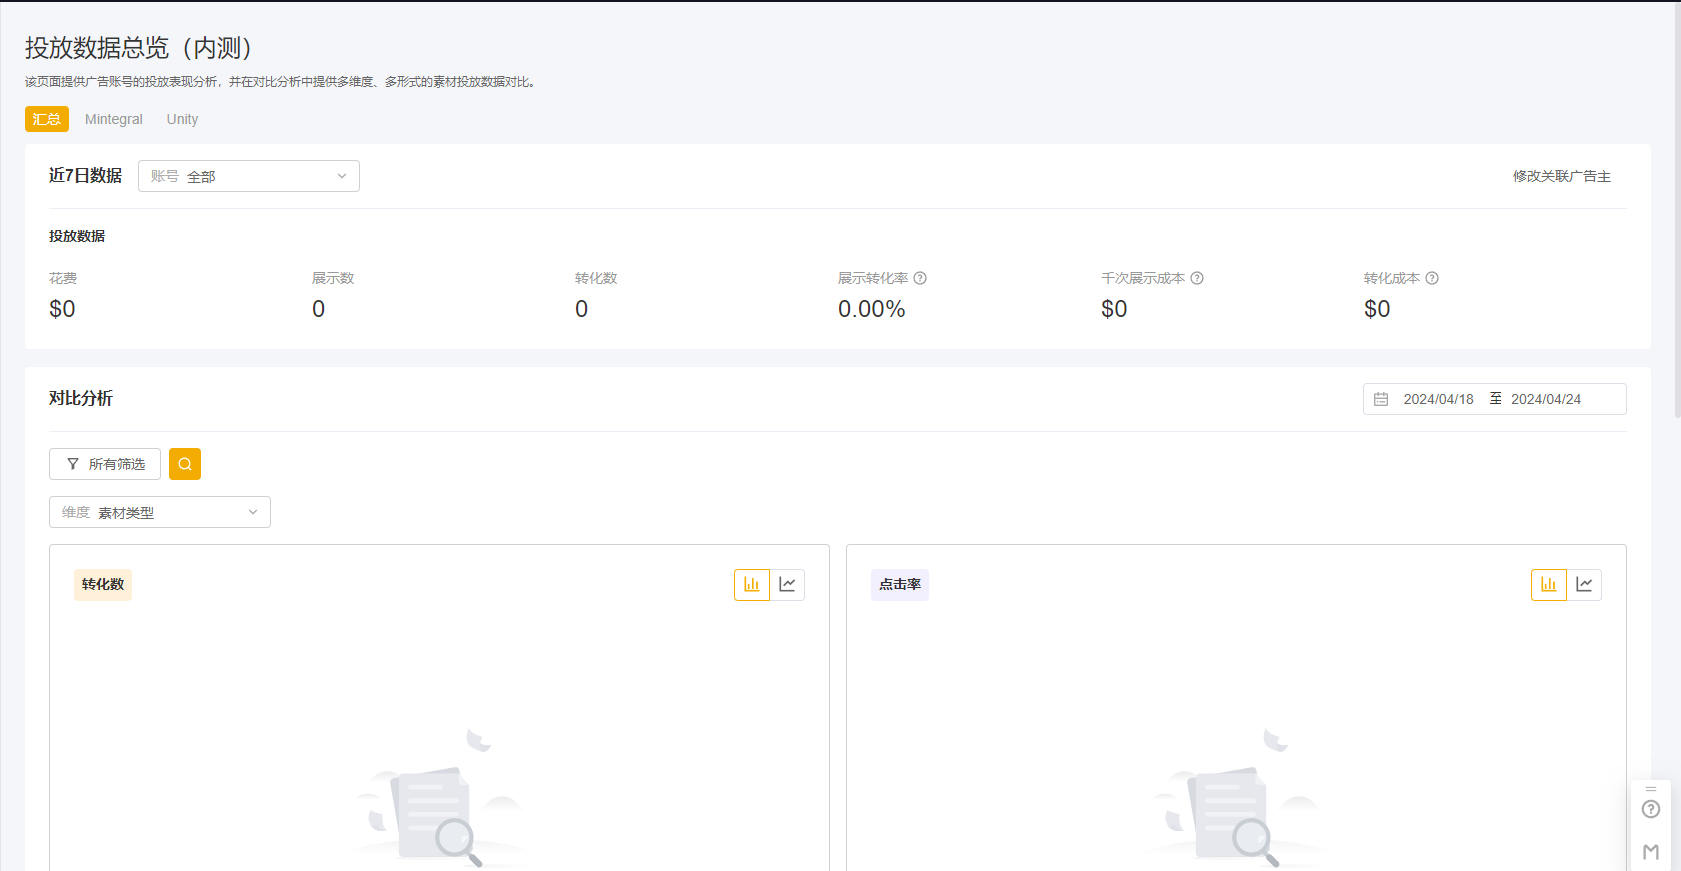 投放数据总览（内测）
该页面提供广告账号的投放表现分析，并在对比分析中提供多维度、多形式的素材投放数据对比。
汇总 Mintegral Unity
近7日数据 账号 全部 修改关联广告主
投放数据
花费 展示数 转化数 展示转化率 千次展示成本 转化成本
$0 0 0 0.00% $0 $0
对比分析 2024/04/18 至 2024/04/24
所有筛选
维度 素材类型
转化数 点击率